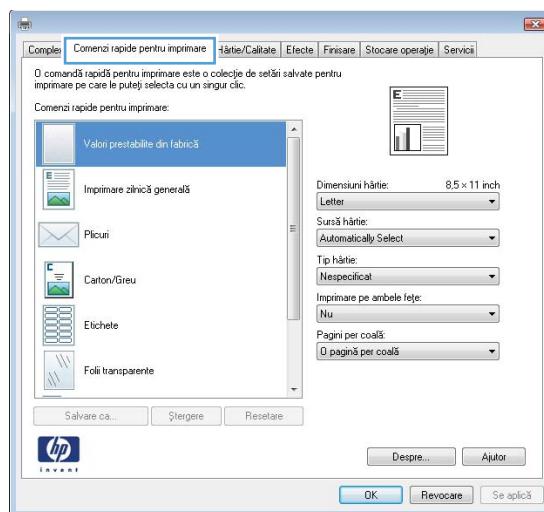 Complex
Comenzi rapide pentru imprimare
Hârtie/Calitate
Efecte
Finisare
Stocare operaţie
Servicii
O comandă rapidă pentru imprimare este o colecţie de setări salvate pentru
imprimare pe care le puteţi selecta cu un singur clic.
Comenzi rapide pentru imprimare:
Valori prestabilite din fabrică
Imprimare zilnică generală
Plicuri
Carton/Greu
Etichete
Folii transparente
Salvare ca...
Ştergere
Resetare
E
Dimensiuni hârtie:
8,5 × 11 inch
Letter
Sursă hârtie:
Automatically Select
Tip hârtie:
Nespecificat
Imprimare pe ambele feţe:
Nu
Pagini per coală:
O pagină per coală
hp
invent
Despre...
Ajutor
OK
Revocare
Se aplică